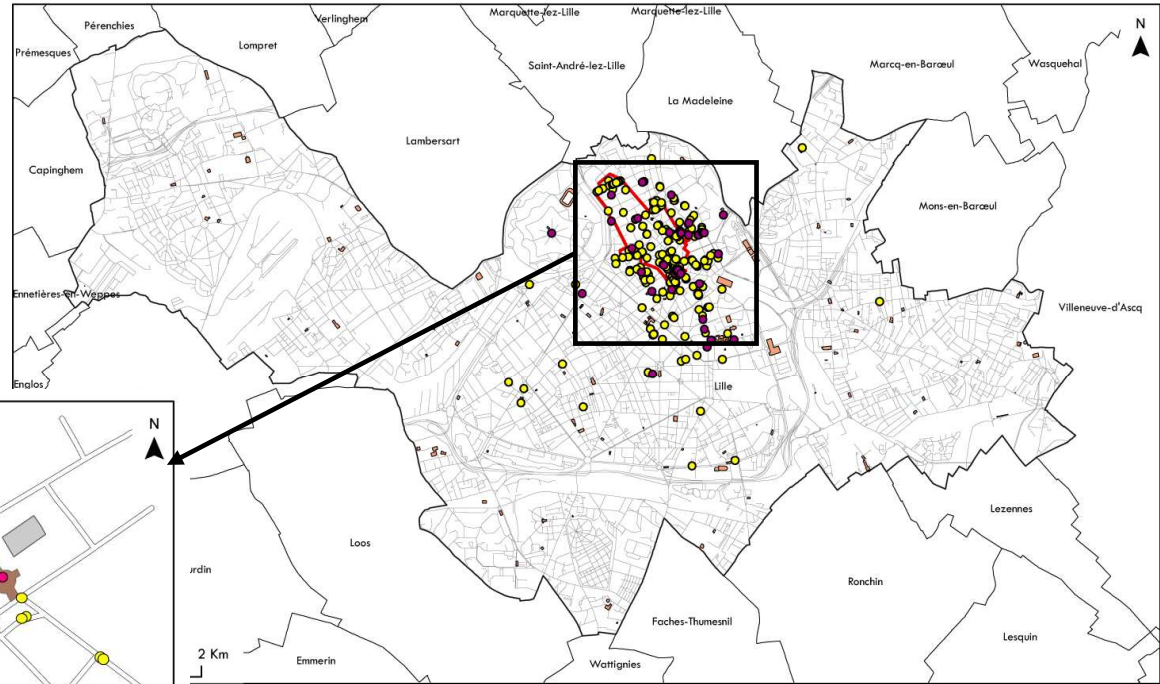 Marquette-lez-Lille
Marquette-lez-Lille
Verlinghem
Pérenchies
N
Lompret
Prémesques
Saint-André-lez-Lille
Marcq-en-Barœul
Wasquehal
La Madeleine
Lambersart
Capinghem
Mons-en-Barœul
Ennetières-en-Weppes
Villeneuve-d'Ascq
Englos
Lille
N
Lezennes
Loos
urdin
Ronchin
Faches-Thumesnil
Lesquin
2 Km
Emmerin
Wattignies